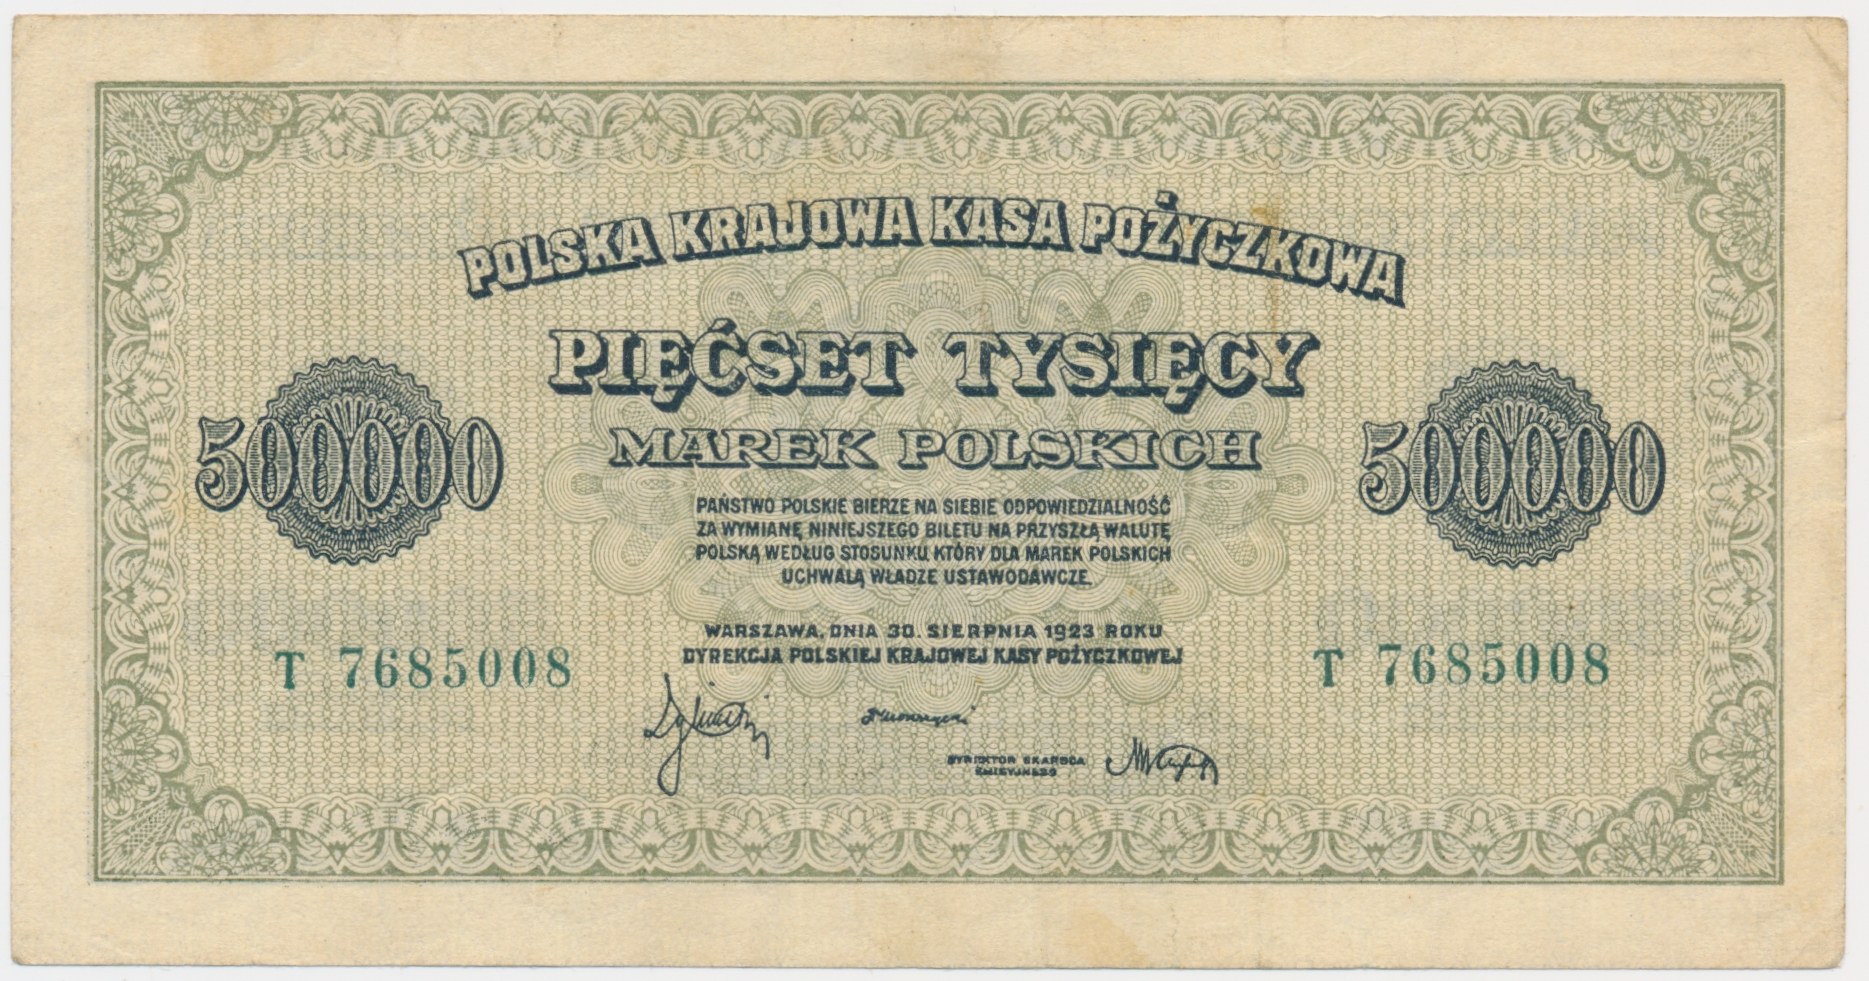 POLSKA KRAJOWA KASA POŻYCZKOWA
PIĘĆSET TYSIĘCY
MAREK POLSKICH
500000
500000
PAŃSTWO POLSKIE BIERZE NA SIEBIE ODPOWIEDZIALNOŚĆ
ZA WYMIANĘ NINIEJSZEGO BILETU NA PRZYSZŁĄ WALUTĘ
POLSKĄ WEDŁUG STOSUNKU, KTÓRY DLA MAREK POLSKICH
UCHWALĄ WŁADZE USTAWODAWCZE.
WARSZAWA, DNIA 30. SIERPNIA 1923 ROKU
DYREKCJA POLSKIEJ KRAJOWEJ KASY POŻYCZKOWEJ
T 7685008
T 7685008
DYREKTOR SKARBCA
EMISYJNEGO